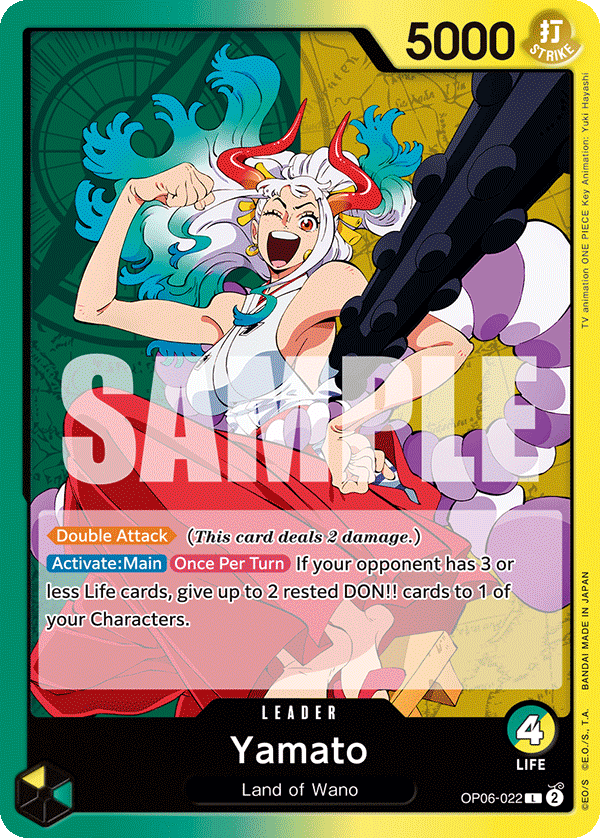 5000
打
STRIKE
TV animation ONE PIECE Key Animation: Yuki Hayashi
SAMPLE
Double Attack (This card deals 2 damage.)
Activate:Main Once Per Turn If your opponent has 3 or
less Life cards, give up to 2 rested DON!! cards to 1 of
your Characters.
LEADER
Yamato
Land of Wano
4
LIFE
OP06-022 L 2
©E.O/S ©E.O./S., T.A. BANDAI MADE IN JAPAN